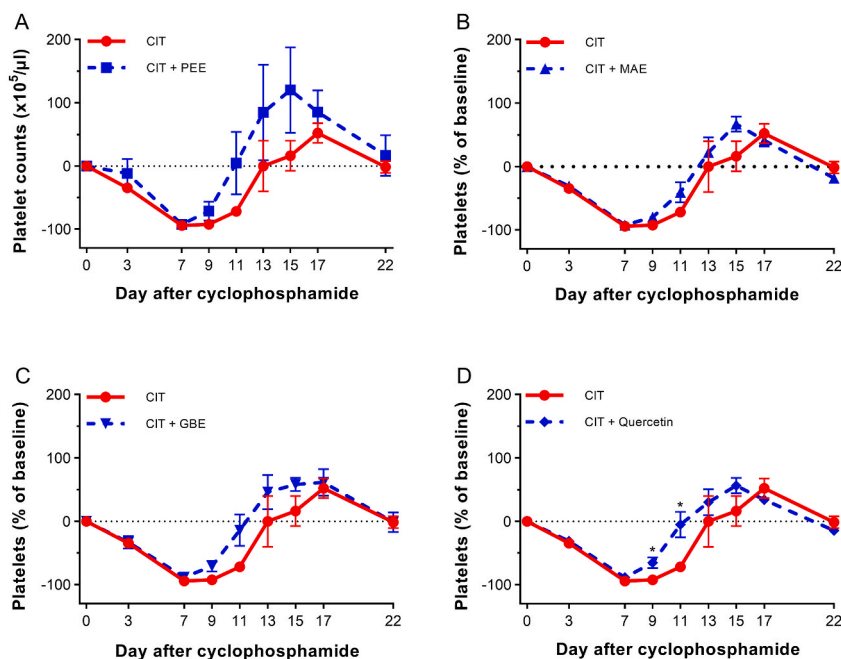 A
CIT
CIT + PEE
Platelet counts (x10⁵/µl)
200
100
0
-100
0 3 7 9 11 13 15 17 22
Day after cyclophosphamide
B
CIT
CIT + MAE
Platelets (% of baseline)
200
100
0
-100
0 3 7 9 11 13 15 17 22
Day after cyclophosphamide
C
CIT
CIT + GBE
Platelets (% of baseline)
200
100
0
-100
0 3 7 9 11 13 15 17 22
Day after cyclophosphamide
D
CIT
CIT + Quercetin
Platelets (% of baseline)
200
100
0
-100
* *
0 3 7 9 11 13 15 17 22
Day after cyclophosphamide